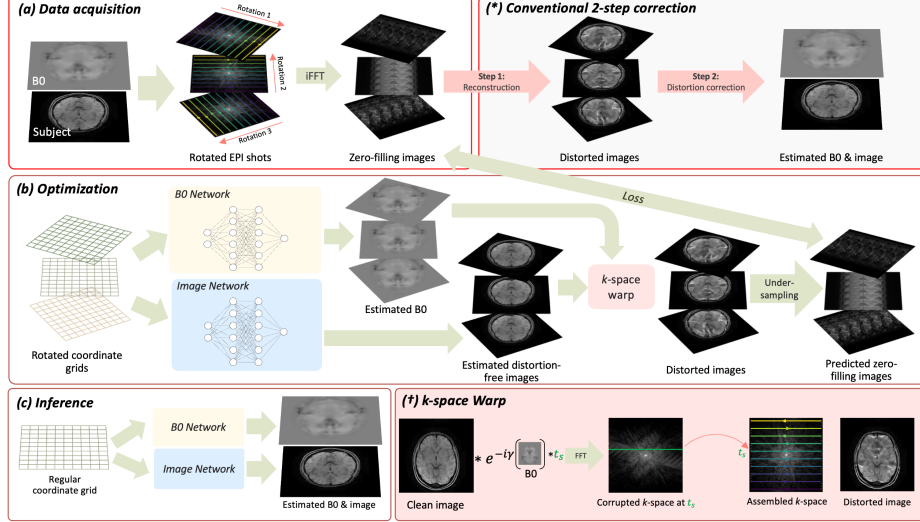 (a) Data acquisition
B0
Subject
Rotation 1
Rotation 2
Rotation 3
Rotated EPI shots
iFFT
Zero-filling images
Step 1:
Reconstruction
(*) Conventional 2-step correction
Distorted images
Step 2:
Distortion correction
Estimated B0 & image
(b) Optimization
Rotated coordinate
grids
B0 Network
Image Network
Estimated B0
Estimated distortion-
free images
Loss
k-space
warp
Distorted images
Under-
sampling
Predicted zero-
filling images
(c) Inference
Regular
coordinate grid
B0 Network
Image Network
Estimated B0 & image
(†) k-space Warp
Clean image
* e^{-iγ( )*t_s}
B0
FFT
Corrupted k-space at t_s
t_s
Assembled k-space
Distorted image